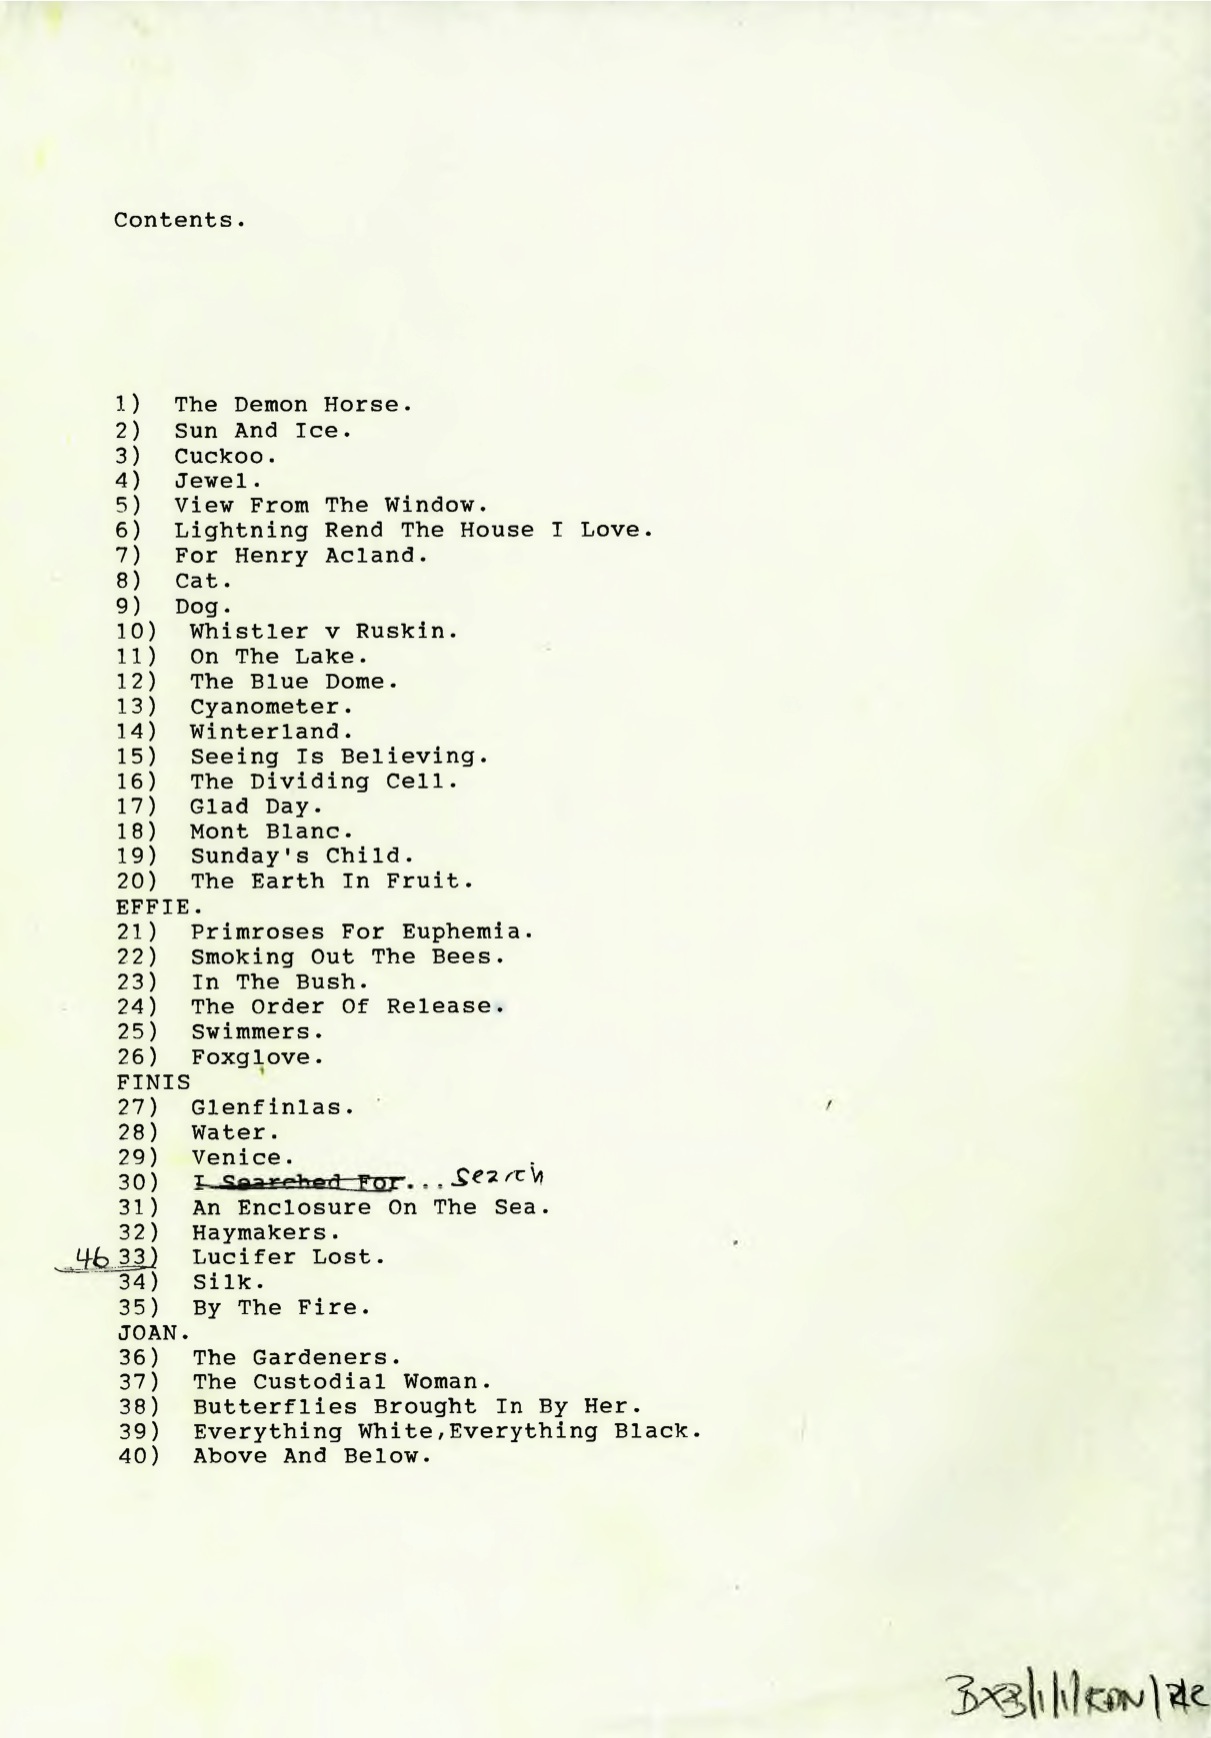 Contents.
1) The Demon Horse.
2) Sun And Ice.
3) Cuckoo.
4) Jewel.
5) View From The Window.
6) Lightning Rend The House I Love.
7) For Henry Acland.
8) Cat.
9) Dog.
10) Whistler v Ruskin.
11) On The Lake.
12) The Blue Dome.
13) Cyanometer.
14) Winterland.
15) Seeing Is Believing.
16) The Dividing Cell.
17) Glad Day.
18) Mont Blanc.
19) Sunday's Child.
20) The Earth In Fruit.
EFFIE.
21) Primroses For Euphemia.
22) Smoking Out The Bees.
23) In The Bush.
24) The Order Of Release.
25) Swimmers.
26) Foxglove.
FINIS
27) Glenfinlas.
28) Water.
29) Venice.
30) I Searched For... Search
31) An Enclosure On The Sea.
32) Haymakers.
46 33) Lucifer Lost.
34) Silk.
35) By The Fire.
JOAN.
36) The Gardeners.
37) The Custodial Woman.
38) Butterflies Brought In By Her.
39) Everything White,Everything Black.
40) Above And Below.